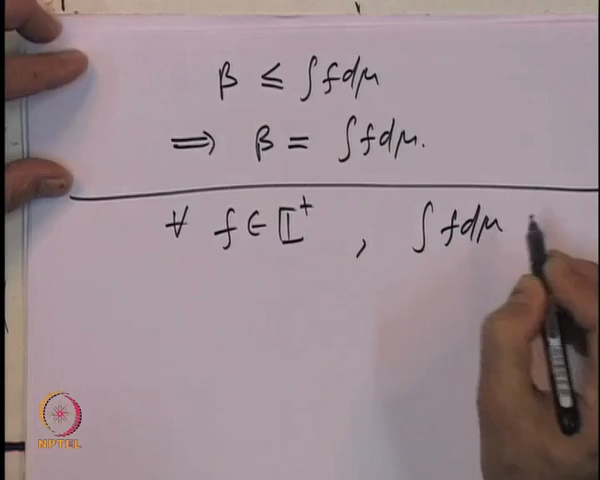 β ≤ ∫ f dμ
⟹ β = ∫ f dμ.
∀ f ∈ 𝕃⁺ , ∫ f dμ
NPTEL